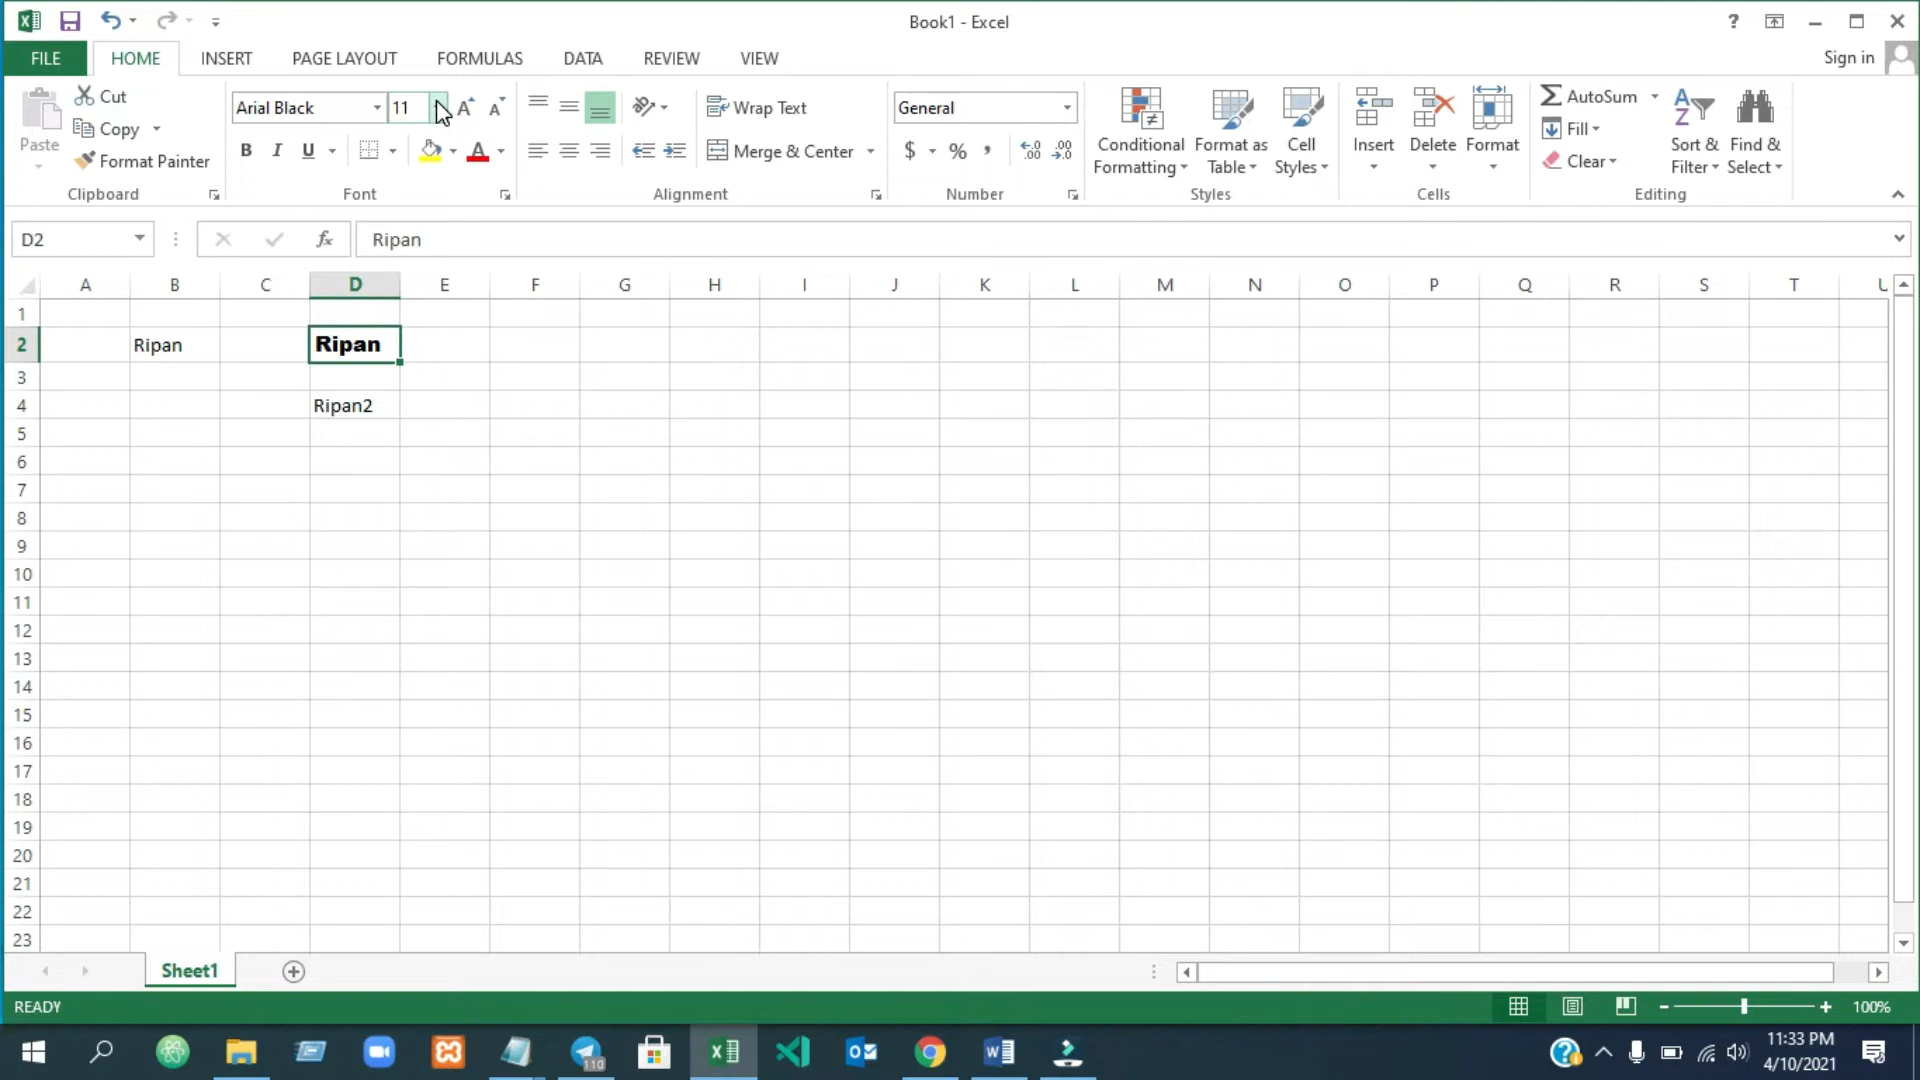 Book1 - Excel
?
FILE HOME INSERT PAGE LAYOUT FORMULAS DATA REVIEW VIEW Sign in
Paste
Cut
Copy
Format Painter
Clipboard
Arial Black 11
B I U
Font
Wrap Text
Merge & Center
Alignment
General
$ % ,
Number
Conditional Formatting
Format as Table
Cell Styles
Styles
Insert Delete Format
Cells
AutoSum
Fill
Clear
Sort & Filter
Find & Select
Editing
D2 fx Ripan
A B C D E F G H I J K L M N O P Q R S T
1
2 Ripan Ripan
3
4 Ripan2
5
6
7
8
9
10
11
12
13
14
15
16
17
18
19
20
21
22
23
Sheet1
READY 100%
110
11:33 PM
4/10/2021